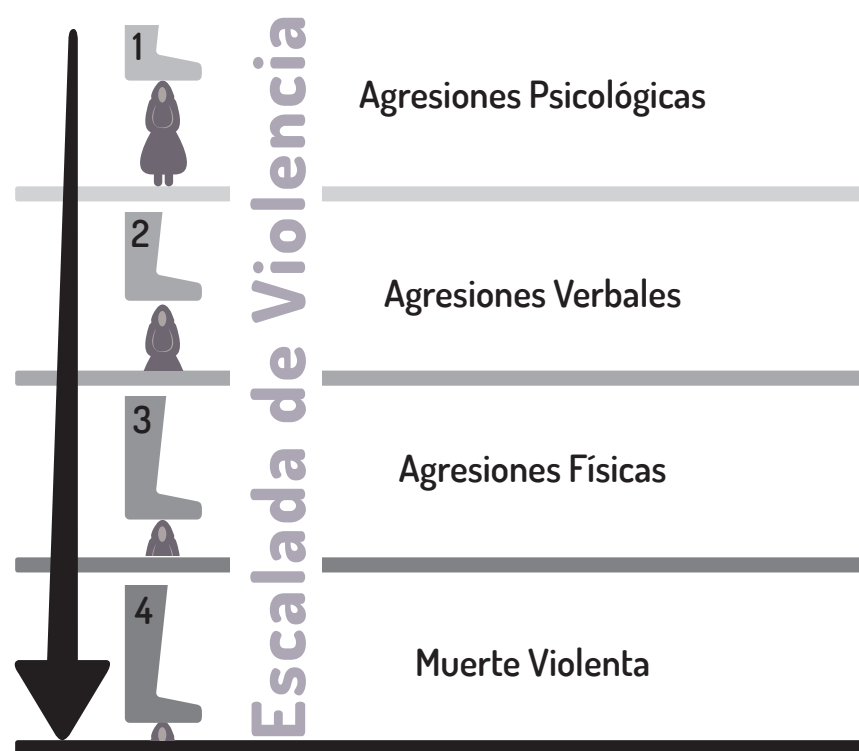 Escalada de Violencia
1
Agresiones Psicológicas
2
Agresiones Verbales
3
Agresiones Físicas
4
Muerte Violenta